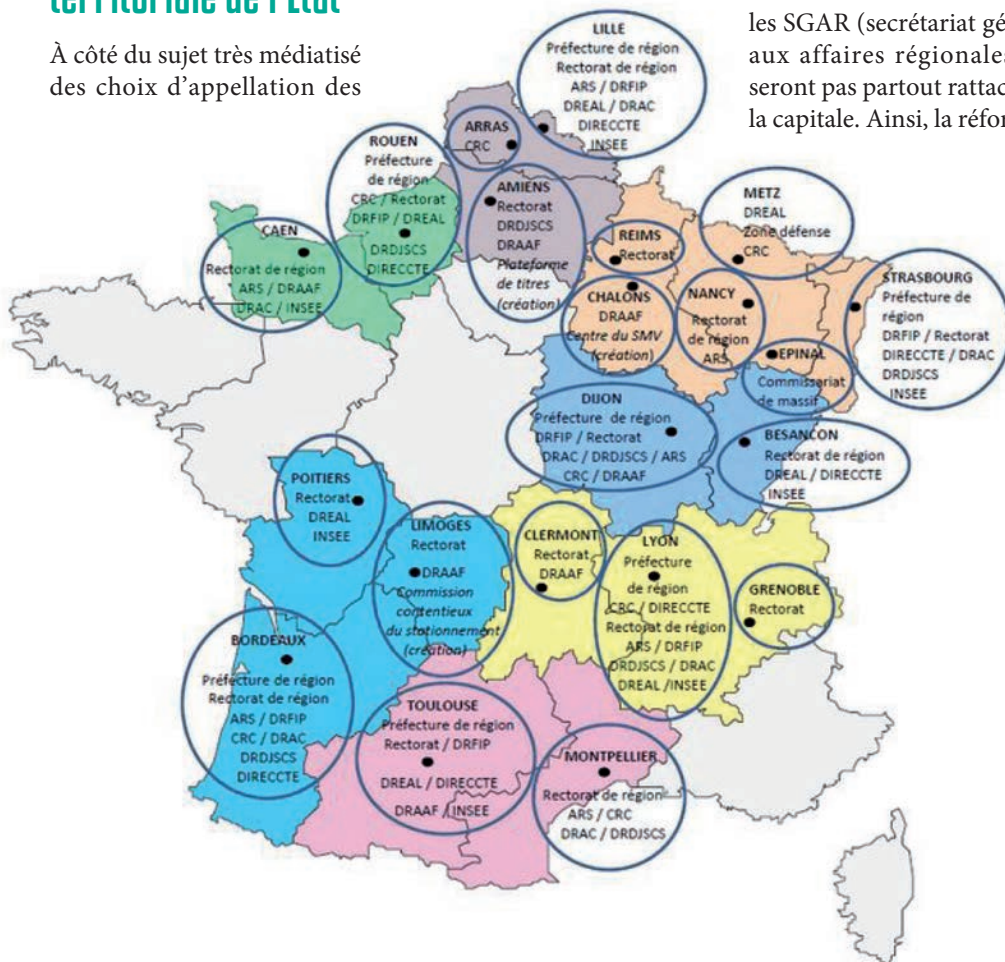 territoriale de l'État
À côté du sujet très médiatisé
des choix d'appellation des
les SGAR (secrétariat gé
aux affaires régionales
seront pas partout rattac
la capitale. Ainsi, la réfor
LILLE
Préfecture de région
Rectorat de région
ARS / DRFIP
DREAL / DRAC
DIRECCTE
INSEE
ARRAS
CRC
ROUEN
Préfecture
de région
CRC / Rectorat
DRFIP / DREAL
DRDJSCS
DIRECCTE
AMIENS
Rectorat
DRDJSCS
DRAAF
Plateforme
de titres
(création)
CAEN
Rectorat de région
ARS / DRAAF
DRAC / INSEE
REIMS
Rectorat
METZ
DREAL
Zone défense
CRC
CHALONS
DRAAF
Centre du SMV
(création)
NANCY
Rectorat
de région
ARS
STRASBOURG
Préfecture de
région
DRFIP / Rectorat
DIRECCTE / DRAC
DRDJSCS
INSEE
EPINAL
Commissariat
de massif
DIJON
Préfecture de région
DRFIP / Rectorat
DRAC / DRDJSCS / ARS
CRC / DRAAF
BESANCON
Rectorat de région
DREAL / DIRECCTE
INSEE
POITIERS
Rectorat
DREAL
INSEE
LIMOGES
Rectorat
DRAAF
Commission
contentieux
du stationnement
(création)
CLERMONT
Rectorat
DRAAF
LYON
Préfecture
de région
CRC / DIRECCTE
Rectorat de région
ARS / DRFIP
DRDJSCS / DRAC
DREAL /INSEE
GRENOBLE
Rectorat
BORDEAUX
Préfecture de région
Rectorat de région
ARS / DRFIP
CRC / DRAC
DRDJSCS
DIRECCTE
TOULOUSE
Préfecture de région
Rectorat / DRFIP
DREAL / DIRECCTE
DRAAF / INSEE
MONTPELLIER
Rectorat de région
ARS / CRC
DRAC / DRDJSCS